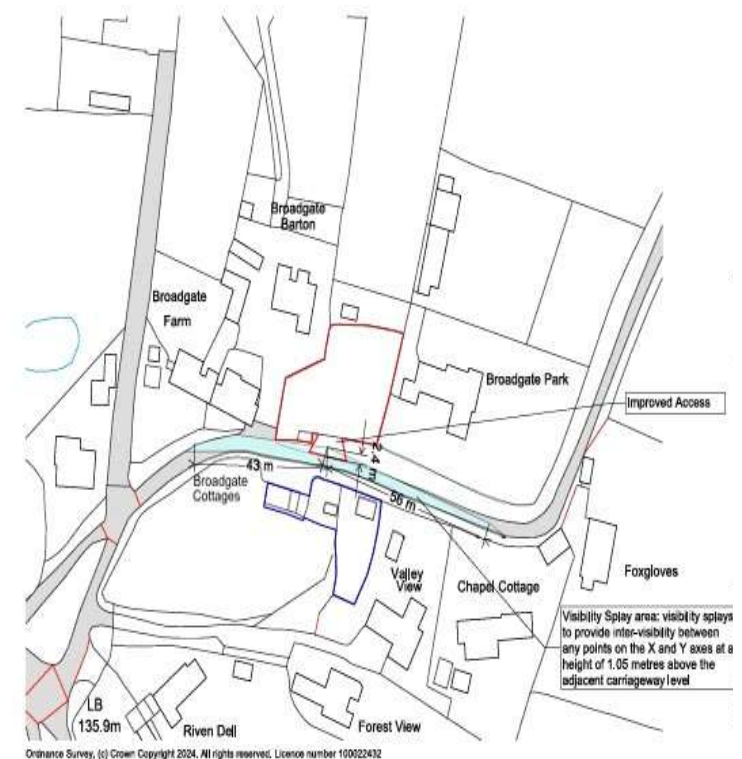 Broadgate
Barton
Broadgate
Farm
Broadgate Park
Improved Access
2.4 m
43 m
Broadgate
Cottages
56 m
Valley
View
Chapel Cottage
Foxgloves
Visibility Splay area: visibility splays
to provide inter-visibility between
any points on the X and Y axes at a
height of 1.05 metres above the
adjacent carriageway level
LB
135.9m
Riven Dell
Forest View
Ordnance Survey, (c) Crown Copyright 2024. All rights reserved. Licence number 100022432